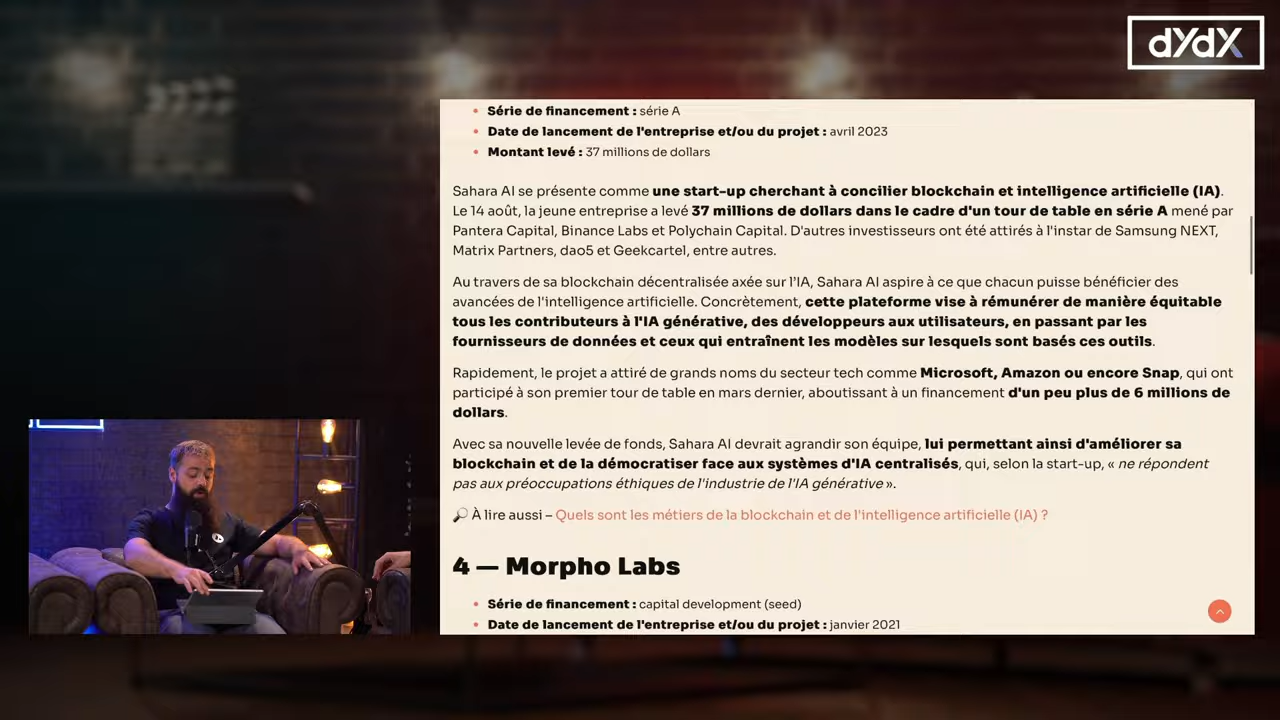 dYdX
Série de financement : série A
Date de lancement de l'entreprise et/ou du projet : avril 2023
Montant levé : 37 millions de dollars
Sahara AI se présente comme une start-up cherchant à concilier blockchain et intelligence artificielle (IA).
Le 14 août, la jeune entreprise a levé 37 millions de dollars dans le cadre d'un tour de table en série A mené par
Pantera Capital, Binance Labs et Polychain Capital. D'autres investisseurs ont été attirés à l'instar de Samsung NEXT,
Matrix Partners, dao5 et Geekcartel, entre autres.
Au travers de sa blockchain décentralisée axée sur l'IA, Sahara AI aspire à ce que chacun puisse bénéficier des
avancées de l'intelligence artificielle. Concrètement, cette plateforme vise à rémunérer de manière équitable
tous les contributeurs à l'IA générative, des développeurs aux utilisateurs, en passant par les
fournisseurs de données et ceux qui entraînent les modèles sur lesquels sont basés ces outils.
Rapidement, le projet a attiré de grands noms du secteur tech comme Microsoft, Amazon ou encore Snap, qui ont
participé à son premier tour de table en mars dernier, aboutissant à un financement d'un peu plus de 6 millions de
dollars.
Avec sa nouvelle levée de fonds, Sahara AI devrait agrandir son équipe, lui permettant ainsi d'améliorer sa
blockchain et de la démocratiser face aux systèmes d'IA centralisés, qui, selon la start-up, « ne répondent
pas aux préoccupations éthiques de l'industrie de l'IA générative ».
🔎 À lire aussi – Quels sont les métiers de la blockchain et de l'intelligence artificielle (IA) ?
4 — Morpho Labs
Série de financement : capital development (seed)
Date de lancement de l'entreprise et/ou du projet : janvier 2021